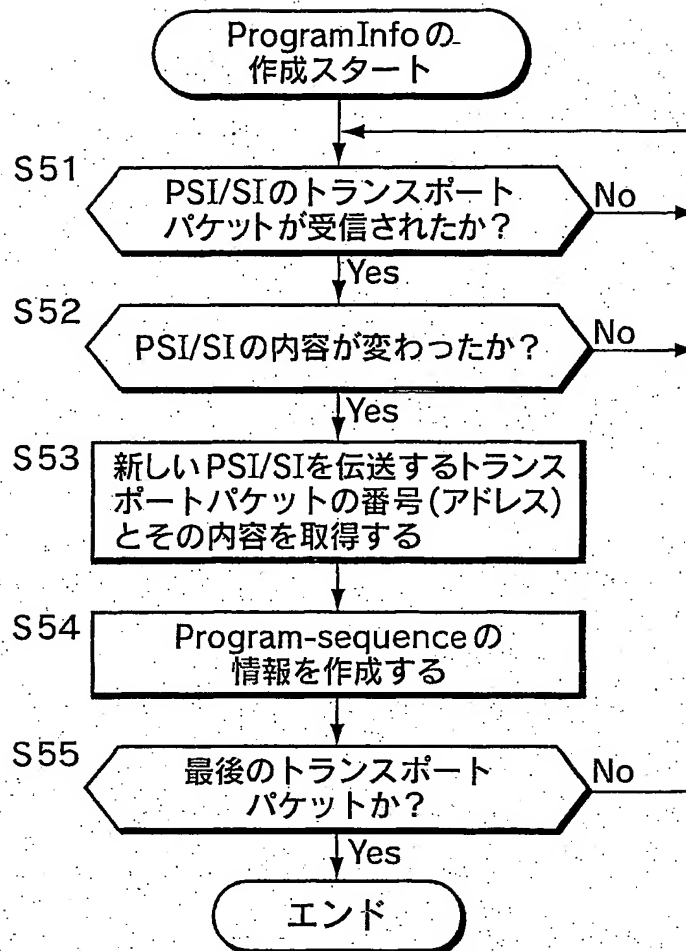 ProgramInfoの
作成スタート
S51
PSI/SIのトランスポート
パケットが受信されたか？
No
Yes
S52
PSI/SIの内容が変わったか？
No
Yes
S53
新しいPSI/SIを伝送するトランス
ポートパケットの番号(アドレス)
とその内容を取得する
S54
Program-sequenceの
情報を作成する
S55
最後のトランスポート
パケットか？
No
Yes
エンド